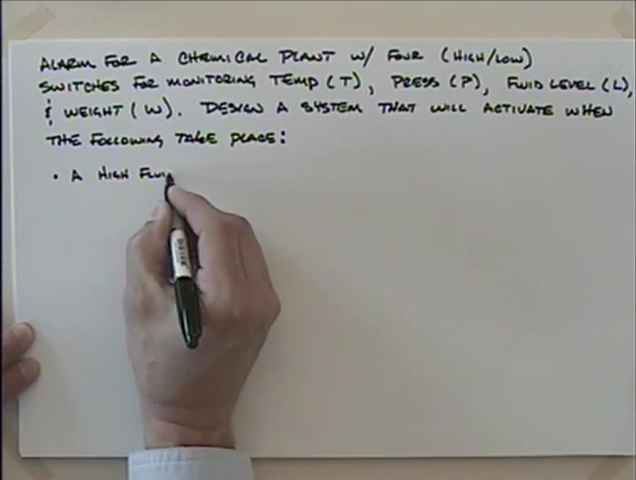 ALARM FOR A CHEMICAL PLANT W/ FOUR (HIGH/LOW)
SWITCHES FOR MONITORING TEMP (T), PRESS (P), FLUID LEVEL (L),
& WEIGHT (W). DESIGN A SYSTEM THAT WILL ACTIVATE WHEN
THE FOLLOWING TAKE PLACE:
• A HIGH FLUI